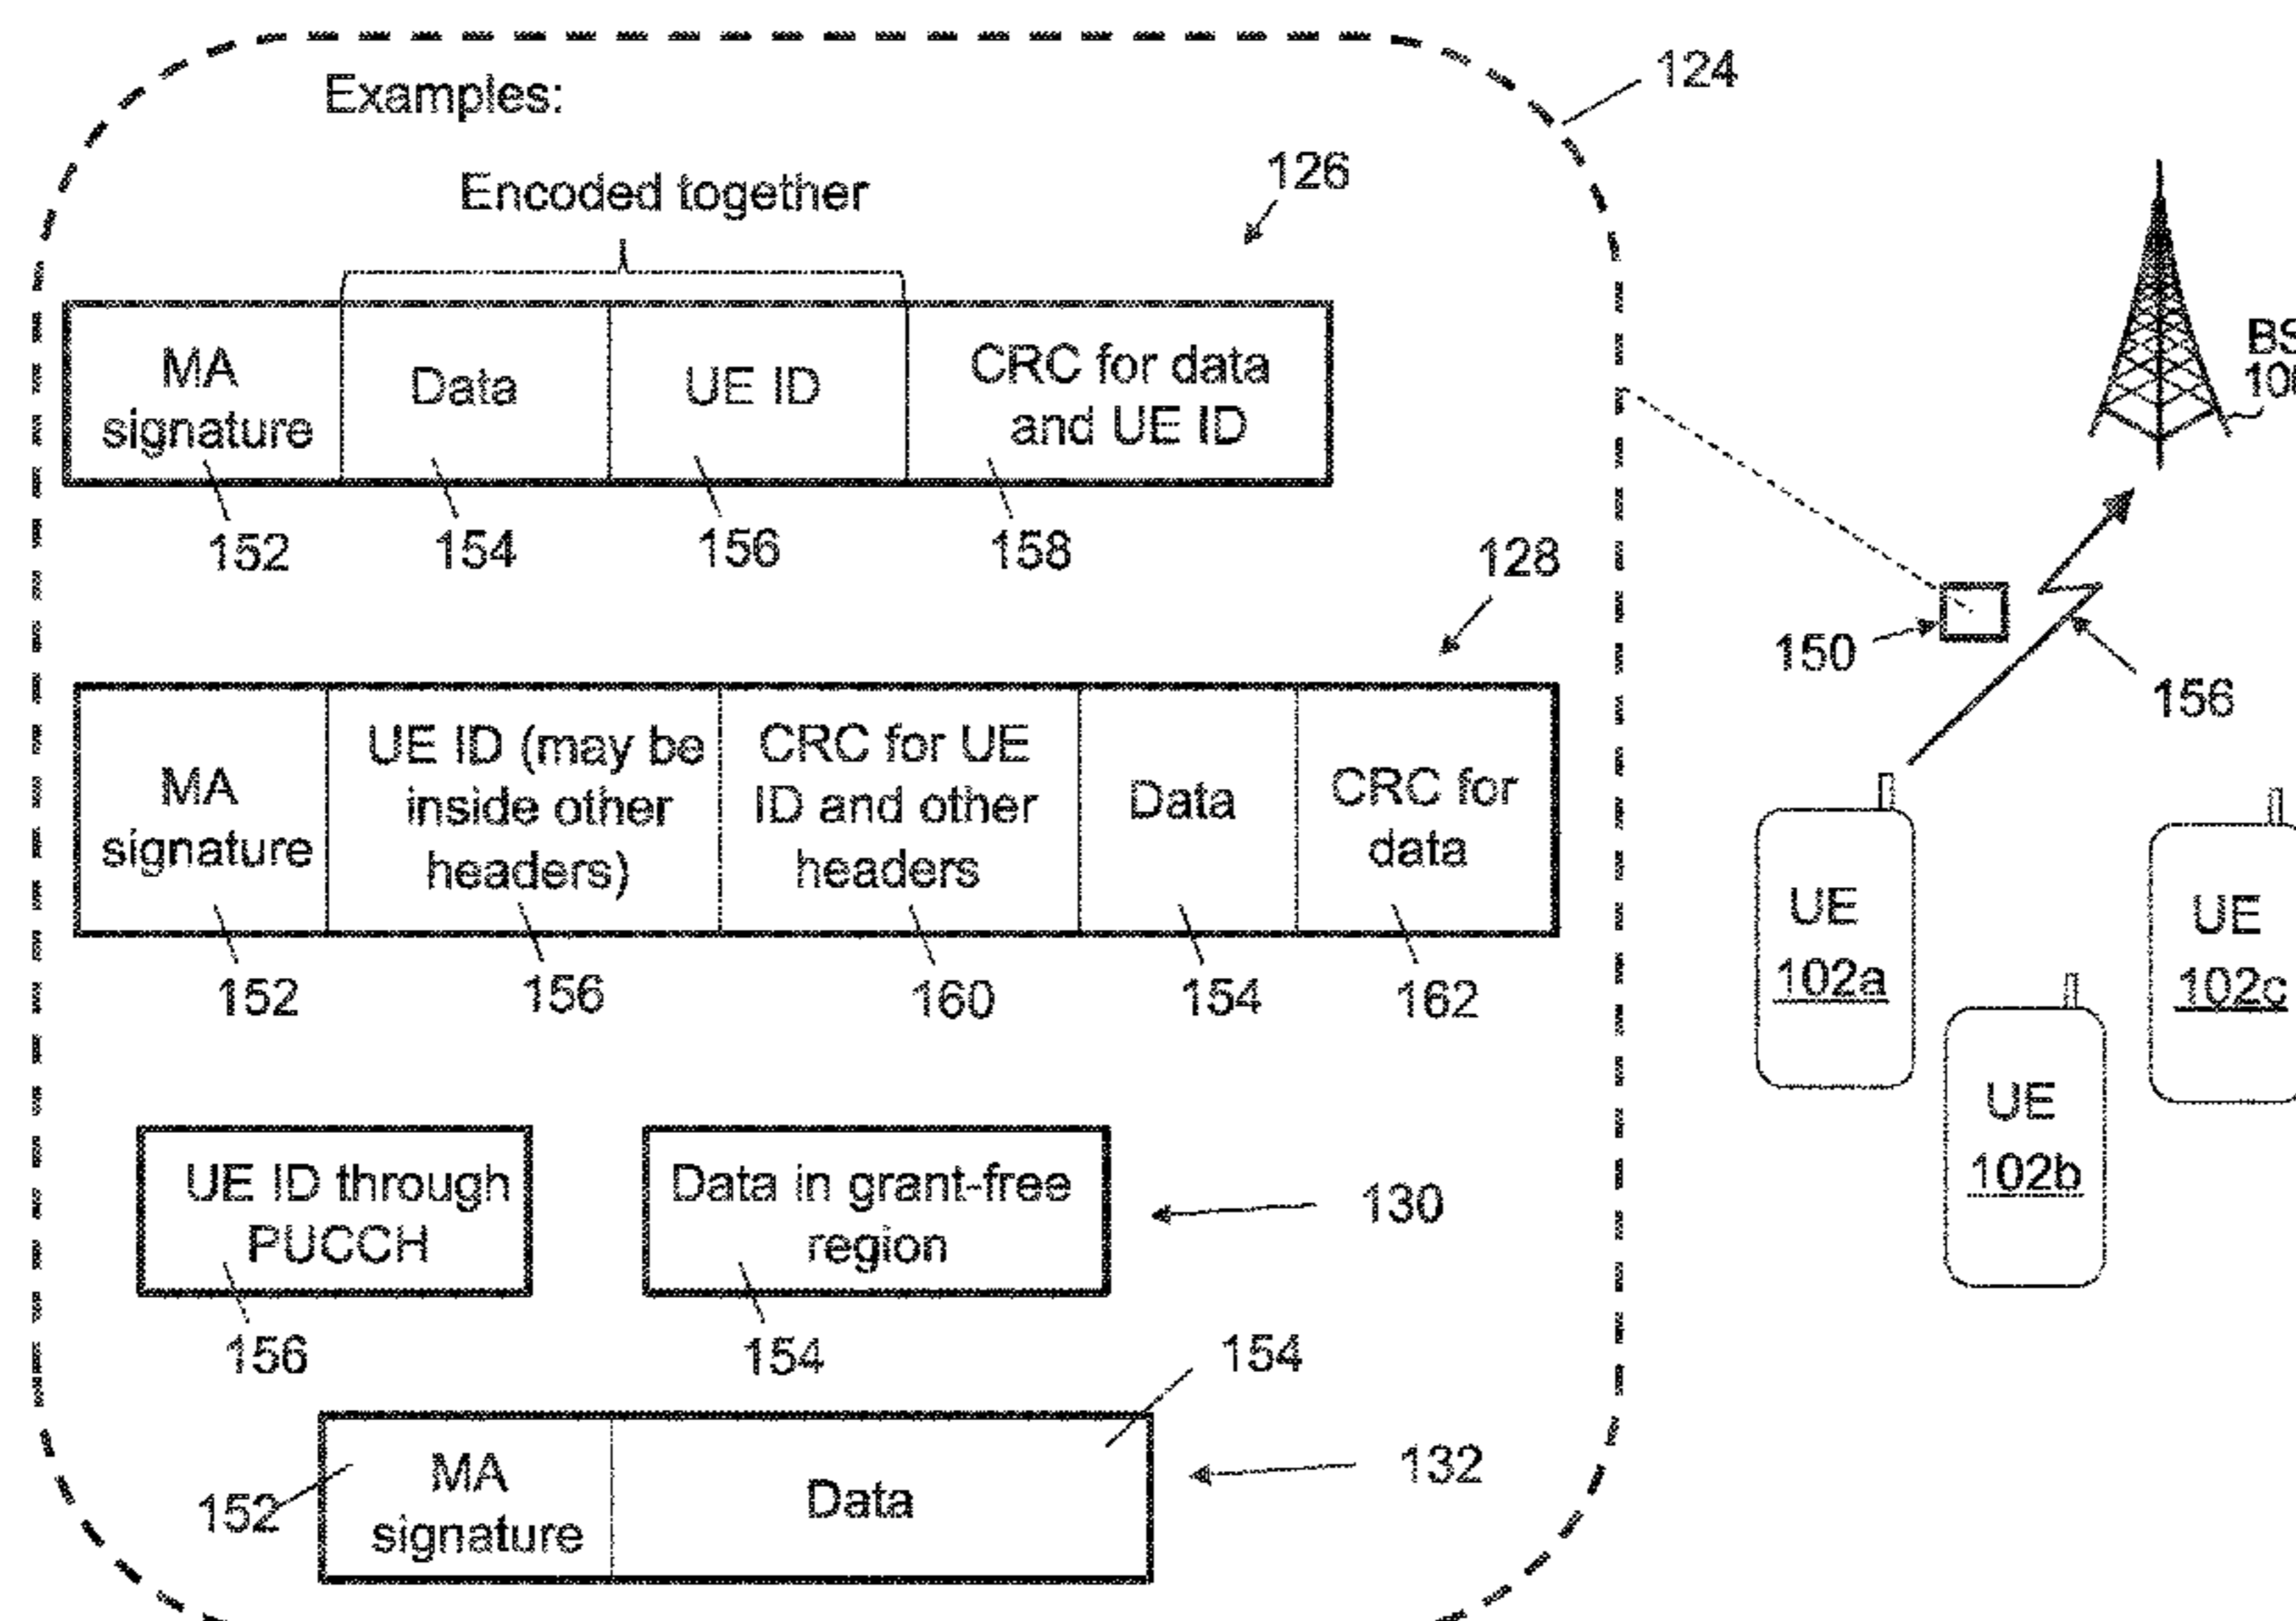 Examples:
124
126
Encoded together
MA
signature
Data
UE ID
CRC for data
and UE ID
152
154
156
158
128
MA
signature
UE ID (may be
inside other
headers)
CRC for UE
ID and other
headers
Data
CRC for
data
152
156
160
154
162
UE ID through
PUCCH
Data in grant-free
region
130
156
154
154
MA
signature
Data
152
132
BS
150
156
UE
102a
UE
102b
UE
102c